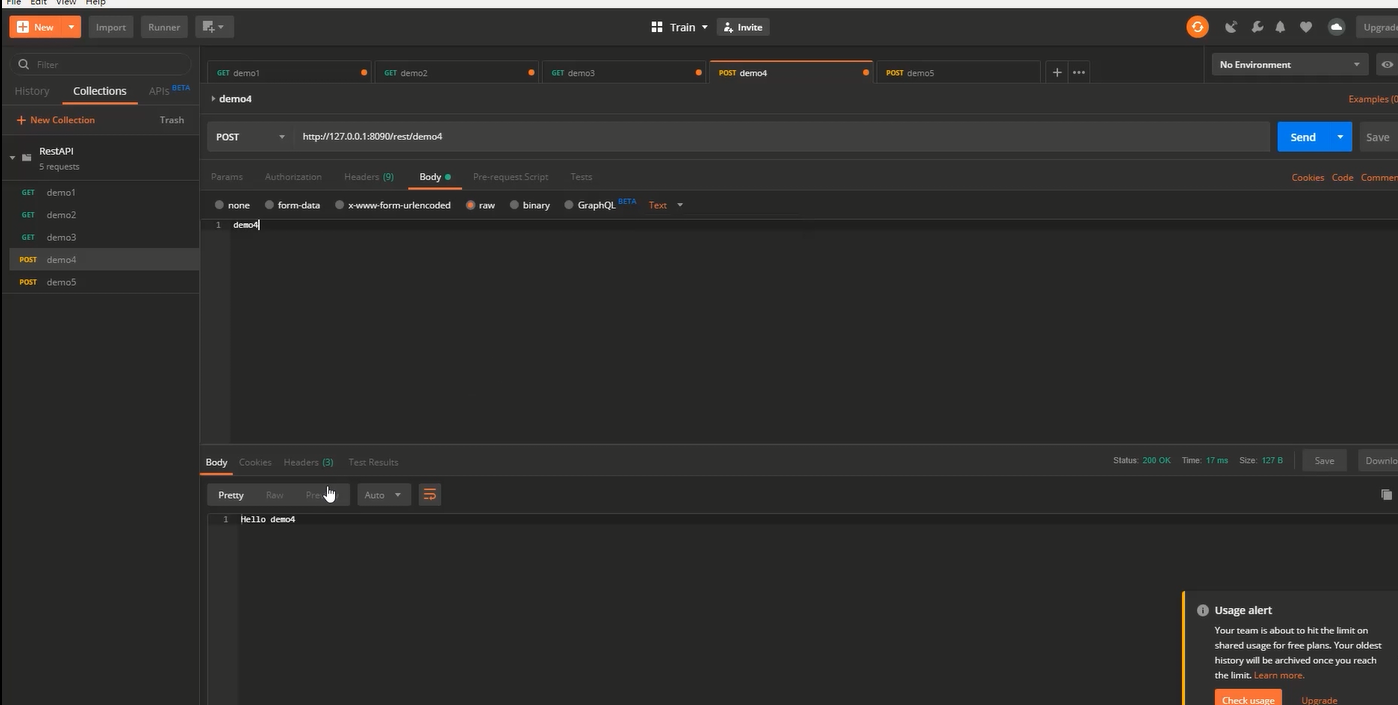 File Edit View Help
New Import Runner Train Invite Upgrade
Filter
History Collections APIs BETA
New Collection Trash
RestAPI
5 requests
GET demo1
GET demo2
GET demo3
POST demo4
POST demo5
GET demo1 GET demo2 GET demo3 POST demo4 POST demo5 No Environment
demo4 Examples (0
POST http://127.0.0.1:8090/rest/demo4 Send Save
Params Authorization Headers (9) Body Pre-request Script Tests Cookies Code Commen
none form-data x-www-form-urlencoded raw binary GraphQL BETA Text
1 demo4
Body Cookies Headers (3) Test Results Status: 200 OK Time: 17 ms Size: 127 B Save Downlo
Pretty Raw Auto
1 Hello demo4
Usage alert
Your team is about to hit the limit on
shared usage for free plans. Your oldest
history will be archived once you reach
the limit. Learn more.
Check usage Upgrade